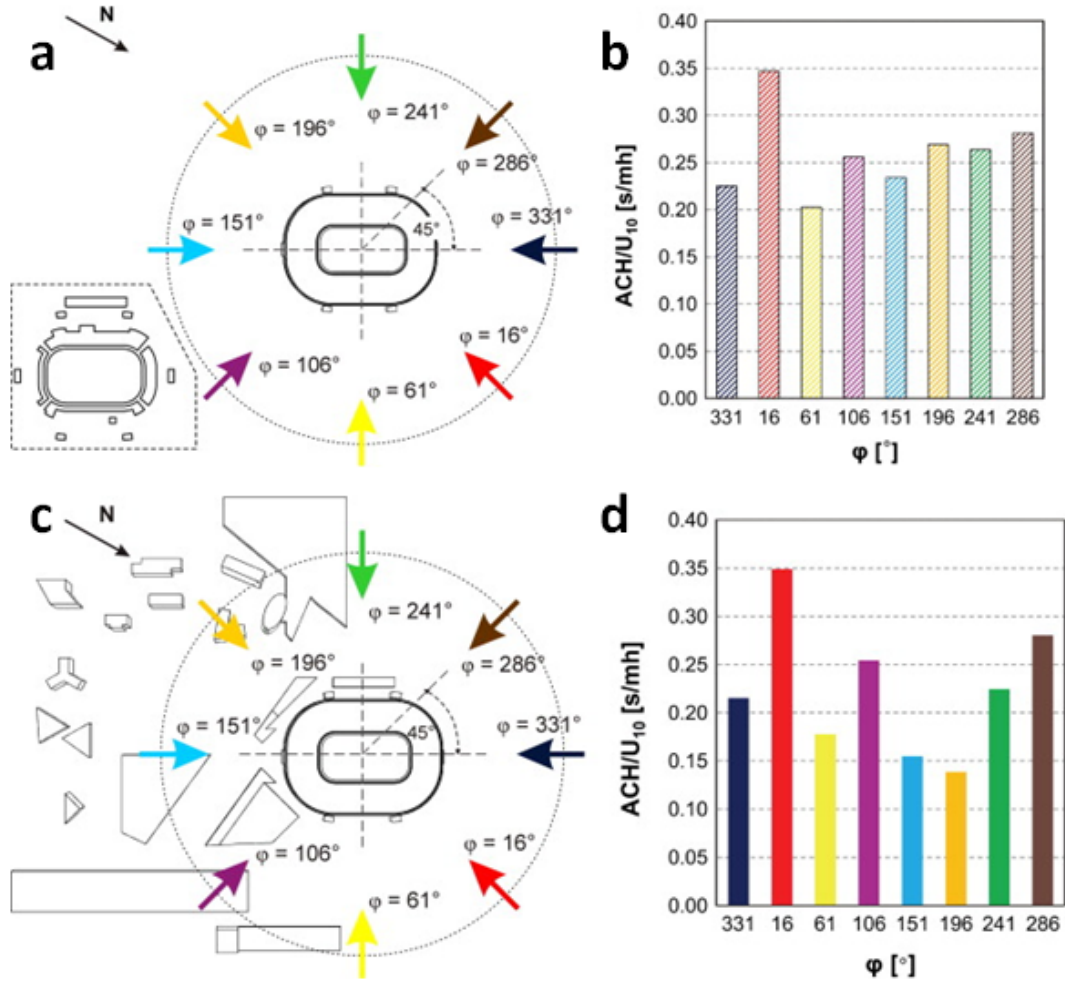 a
N
φ = 241°
φ = 196°
φ = 286°
φ = 151°
φ = 331°
45°
φ = 16°
φ = 106°
φ = 61°
b
0.40
0.35
0.30
0.25
0.20
0.15
0.10
0.05
0.00
ACH/U10 [s/mh]
331 16 61 106 151 196 241 286
φ [°]
c
N
φ = 241°
φ = 196°
φ = 286°
φ = 151°
φ = 331°
45°
φ = 16°
φ = 106°
φ = 61°
d
0.40
0.35
0.30
0.25
0.20
0.15
0.10
0.05
0.00
ACH/U10 [s/mh]
331 16 61 106 151 196 241 286
φ [°]